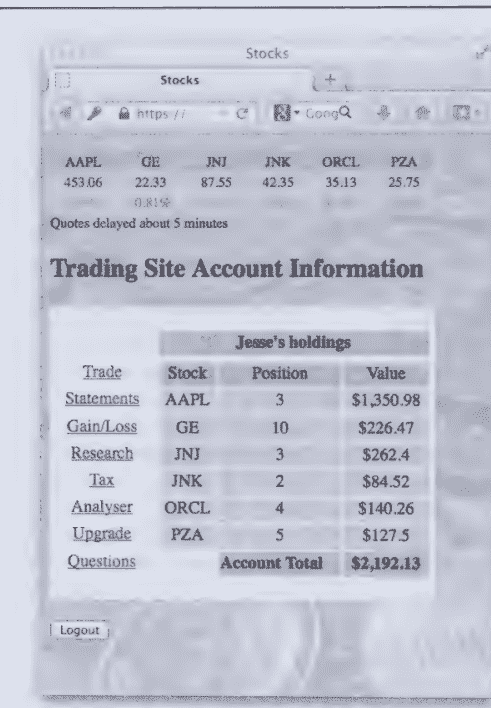 Stocks
Stocks
https://
AAPL GE JNJ JNK ORCL PZA
453.06 22.33 87.55 42.35 35.13 25.75
0.81%
Quotes delayed about 5 minutes
Trading Site Account Information
Jesse's holdings
Trade Stock Position Value
Statements AAPL 3 $1,350.98
Gain/Loss GE 10 $226.47
Research JNJ 3 $262.4
Tax JNK 2 $84.52
Analyser ORCL 4 $140.26
Upgrade PZA 5 $127.5
Questions Account Total $2,192.13
Logout